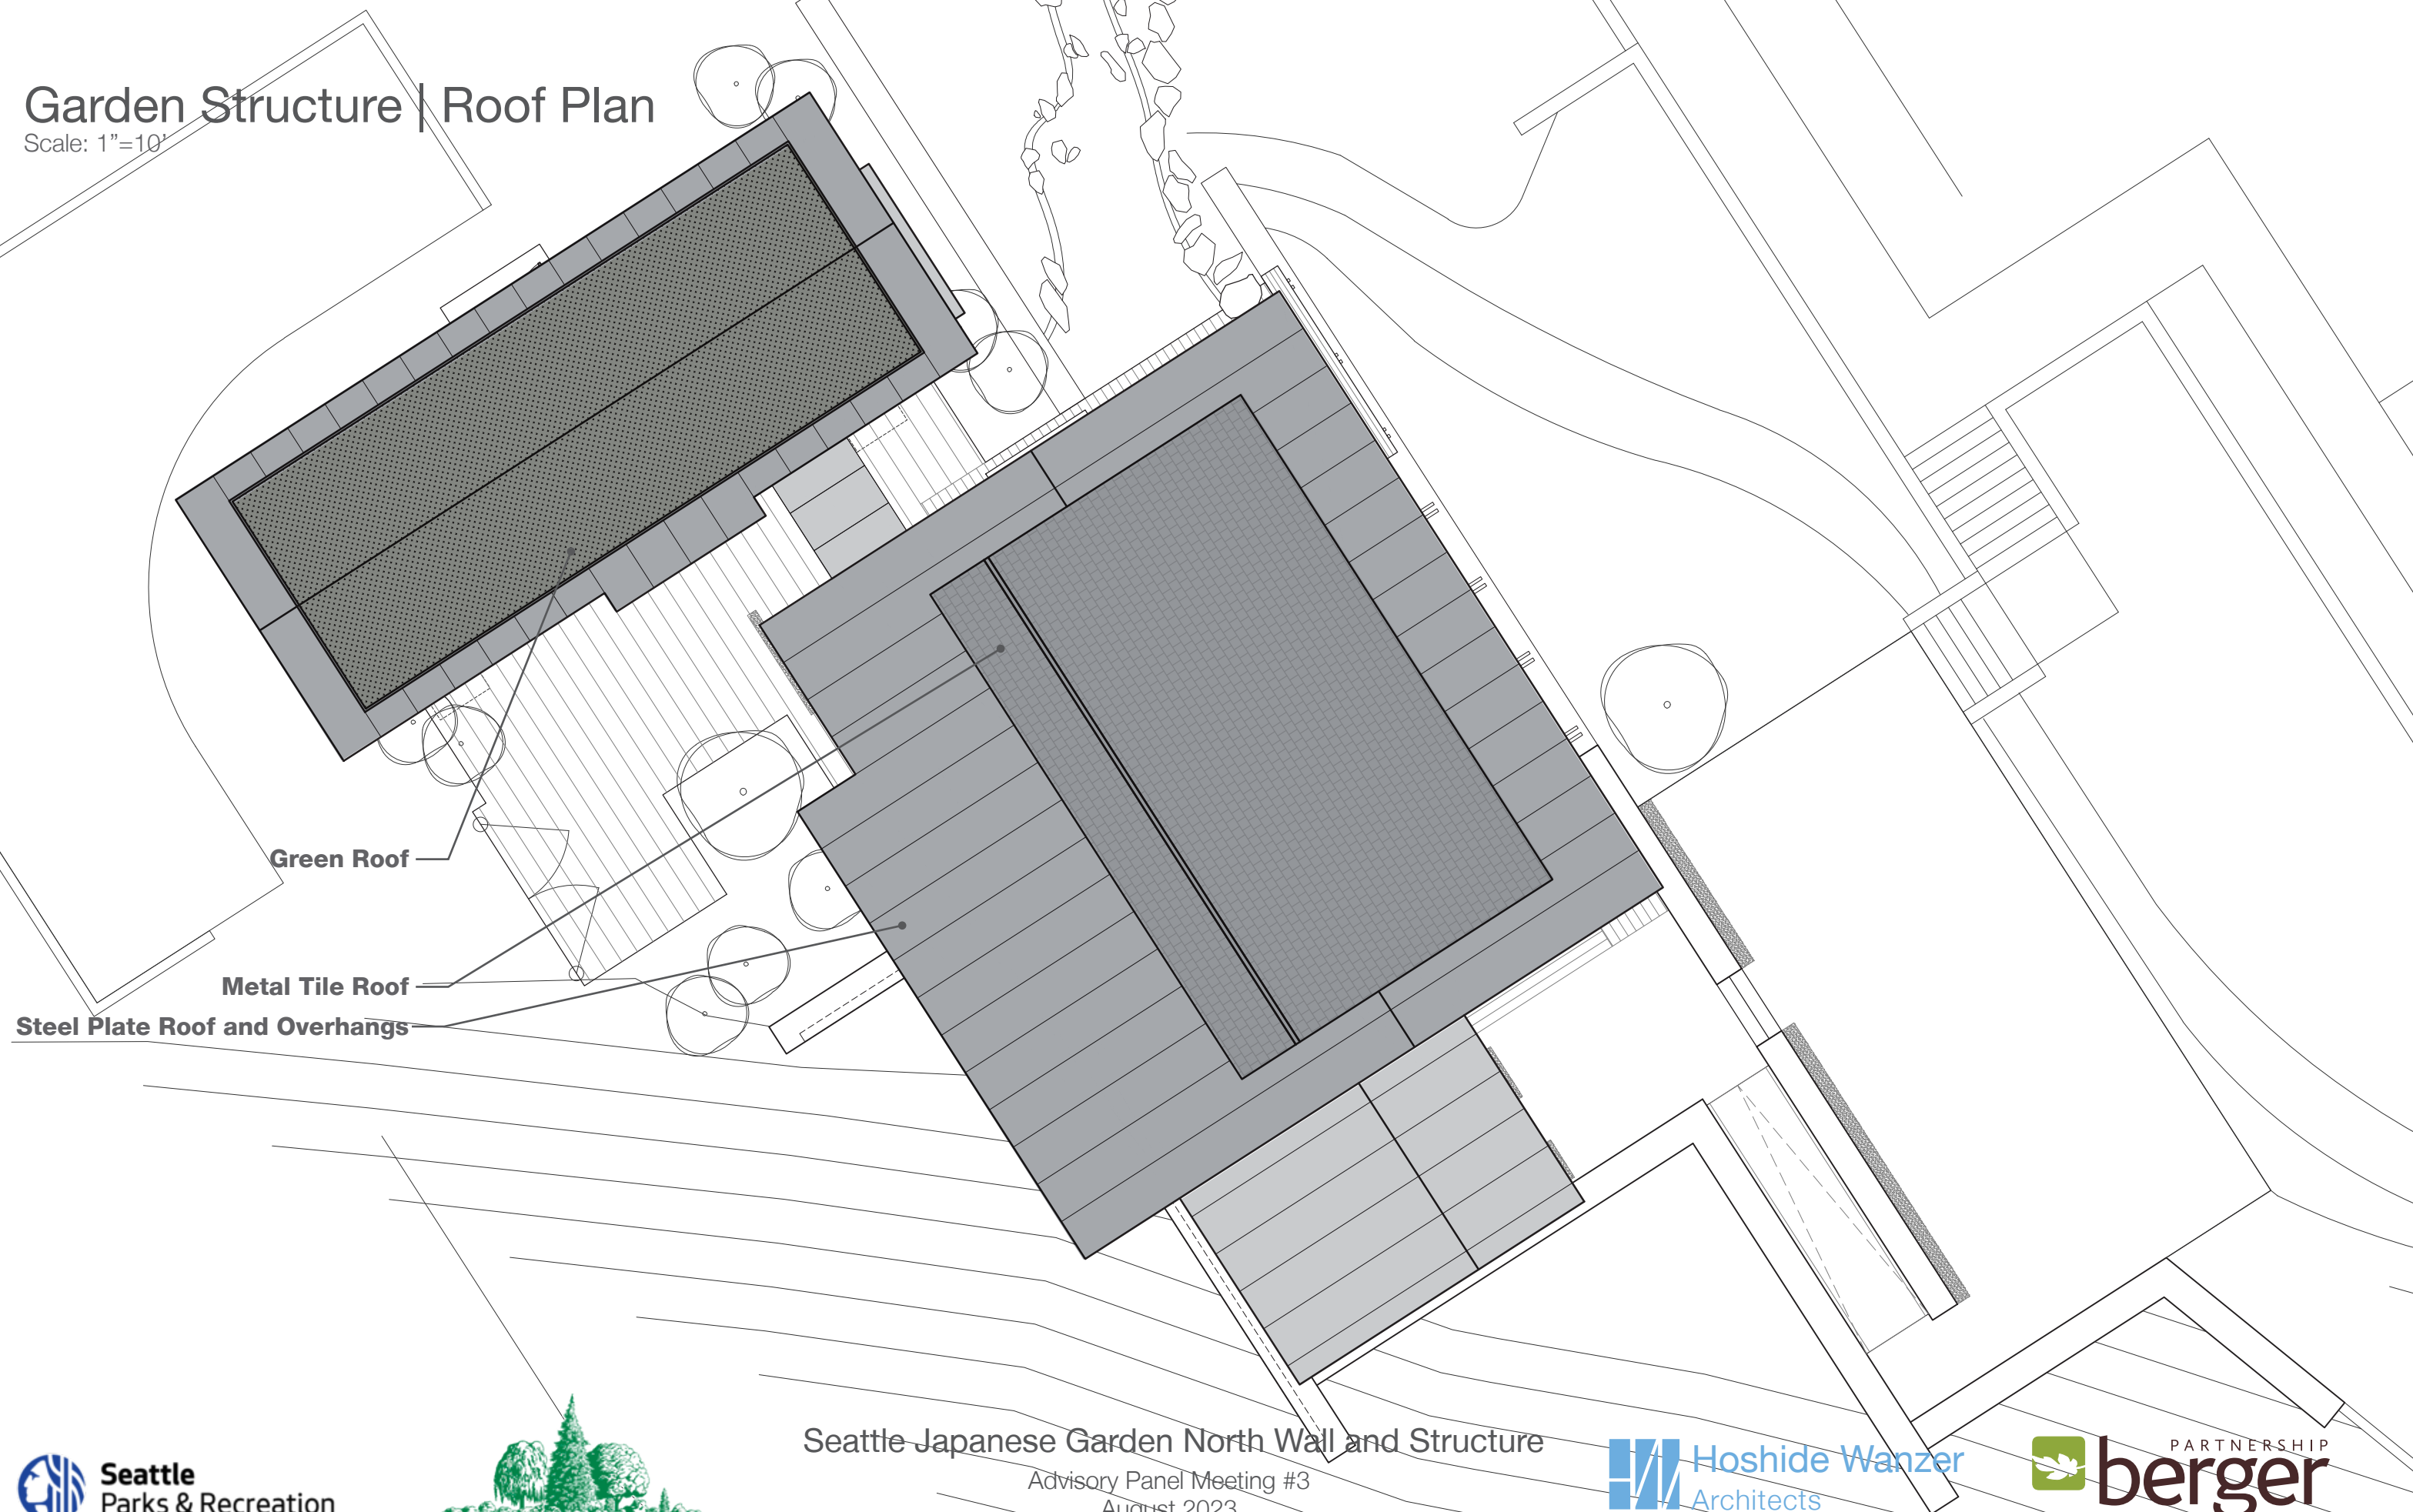 Garden Structure | Roof Plan
Scale: 1”=10’
Green Roof
Metal Tile Roof
Steel Plate Roof and Overhangs
Seattle
Parks & Recreation
Seattle Japanese Garden North Wall and Structure
Advisory Panel Meeting #3
August 2023
Hoshide Wanzer
Architects
PARTNERSHIP
berger